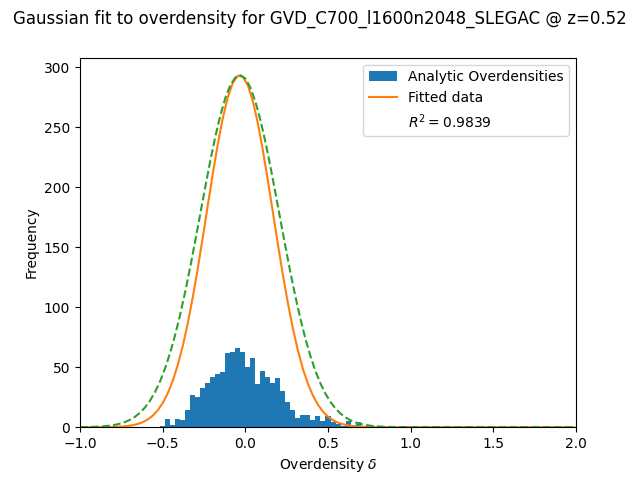 Gaussian fit to overdensity for GVD_C700_l1600n2048_SLEGAC @ z=0.52
300
250
200
150
100
50
0
Frequency
Analytic Overdensities
Fitted data
R² = 0.9839
−1.0 −0.5 0.0 0.5 1.0 1.5 2.0
Overdensity δ